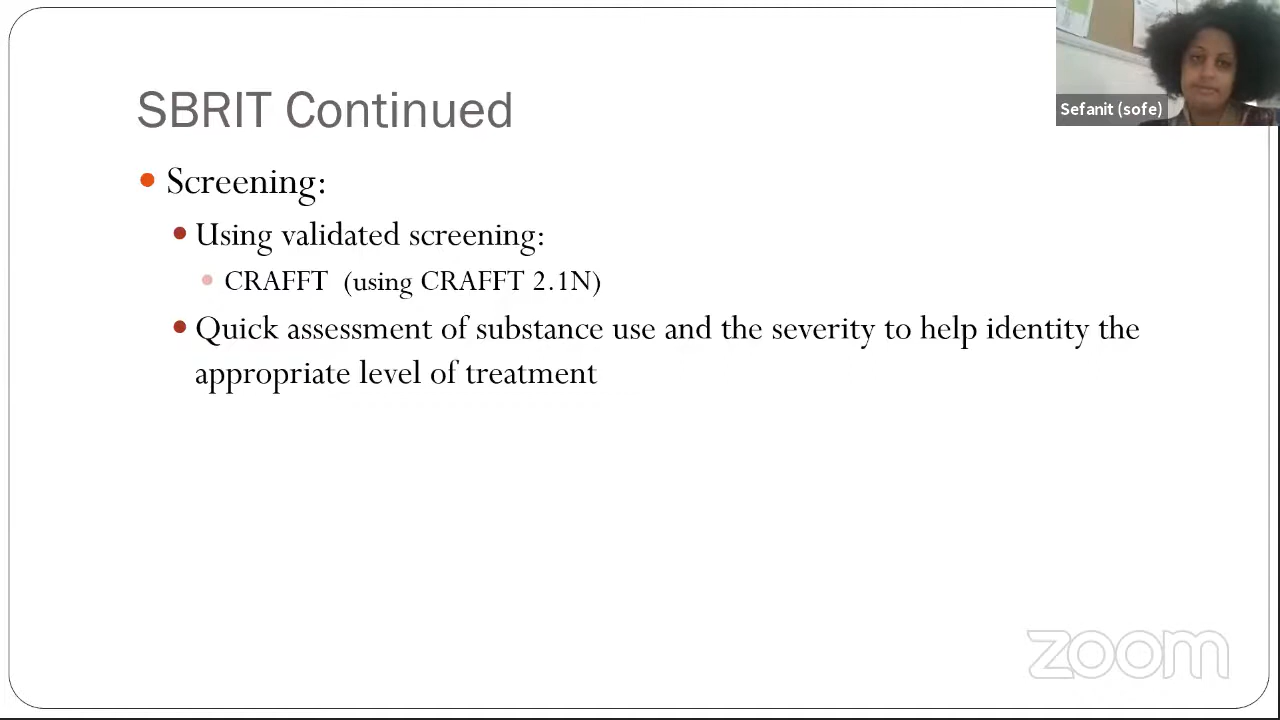 SBRIT Continued
Sefanit (sofe)
Screening:
Using validated screening:
CRAFFT (using CRAFFT 2.1N)
Quick assessment of substance use and the severity to help identity the
appropriate level of treatment
zoom